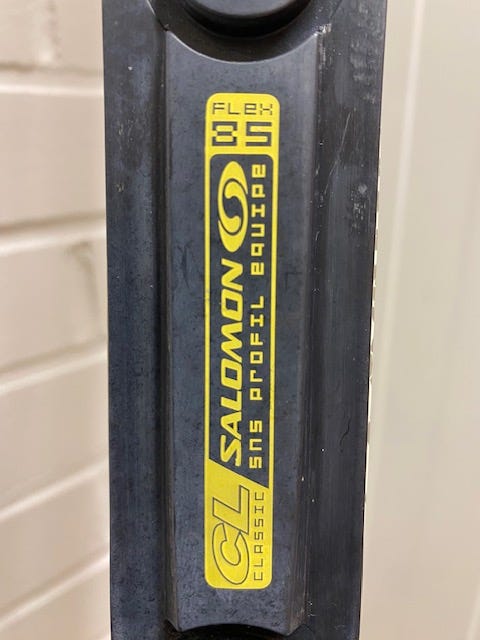 FLEX
85
SALOMON
SNS PROFIL EQUIPE
CL
CLASSIC